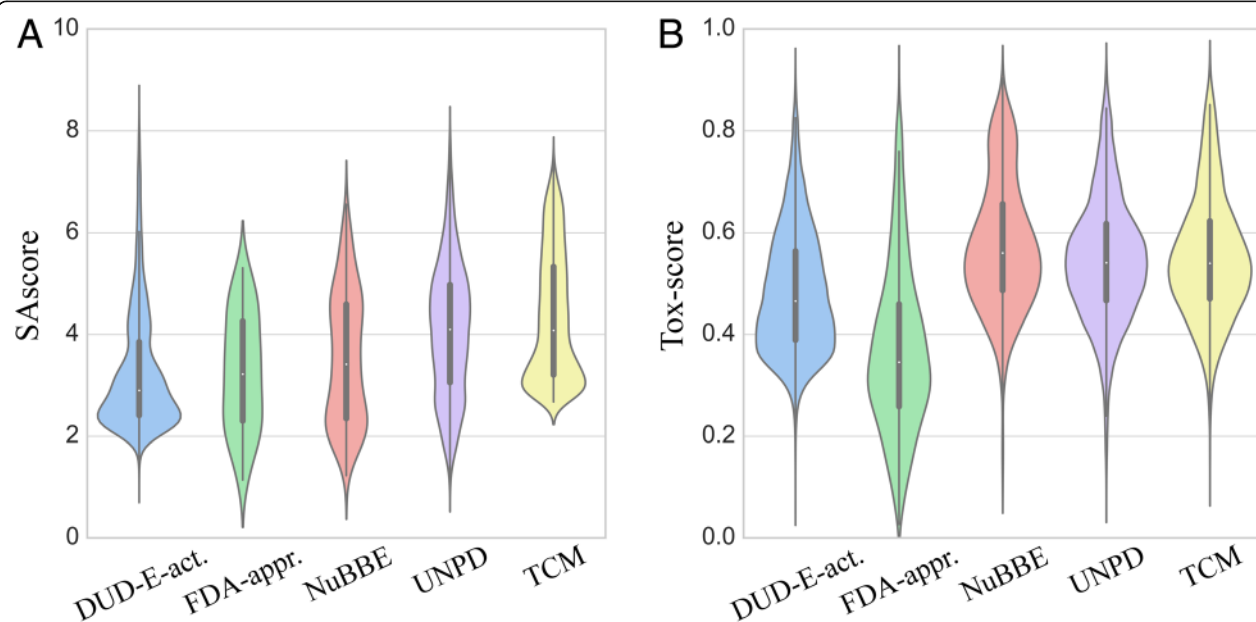 A
SAscore
10
8
6
4
2
0
DUD-E-act.
FDA-appr.
NuBBE
UNPD
TCM
B
Tox-score
1.0
0.8
0.6
0.4
0.2
0.0
DUD-E-act.
FDA-appr.
NuBBE
UNPD
TCM